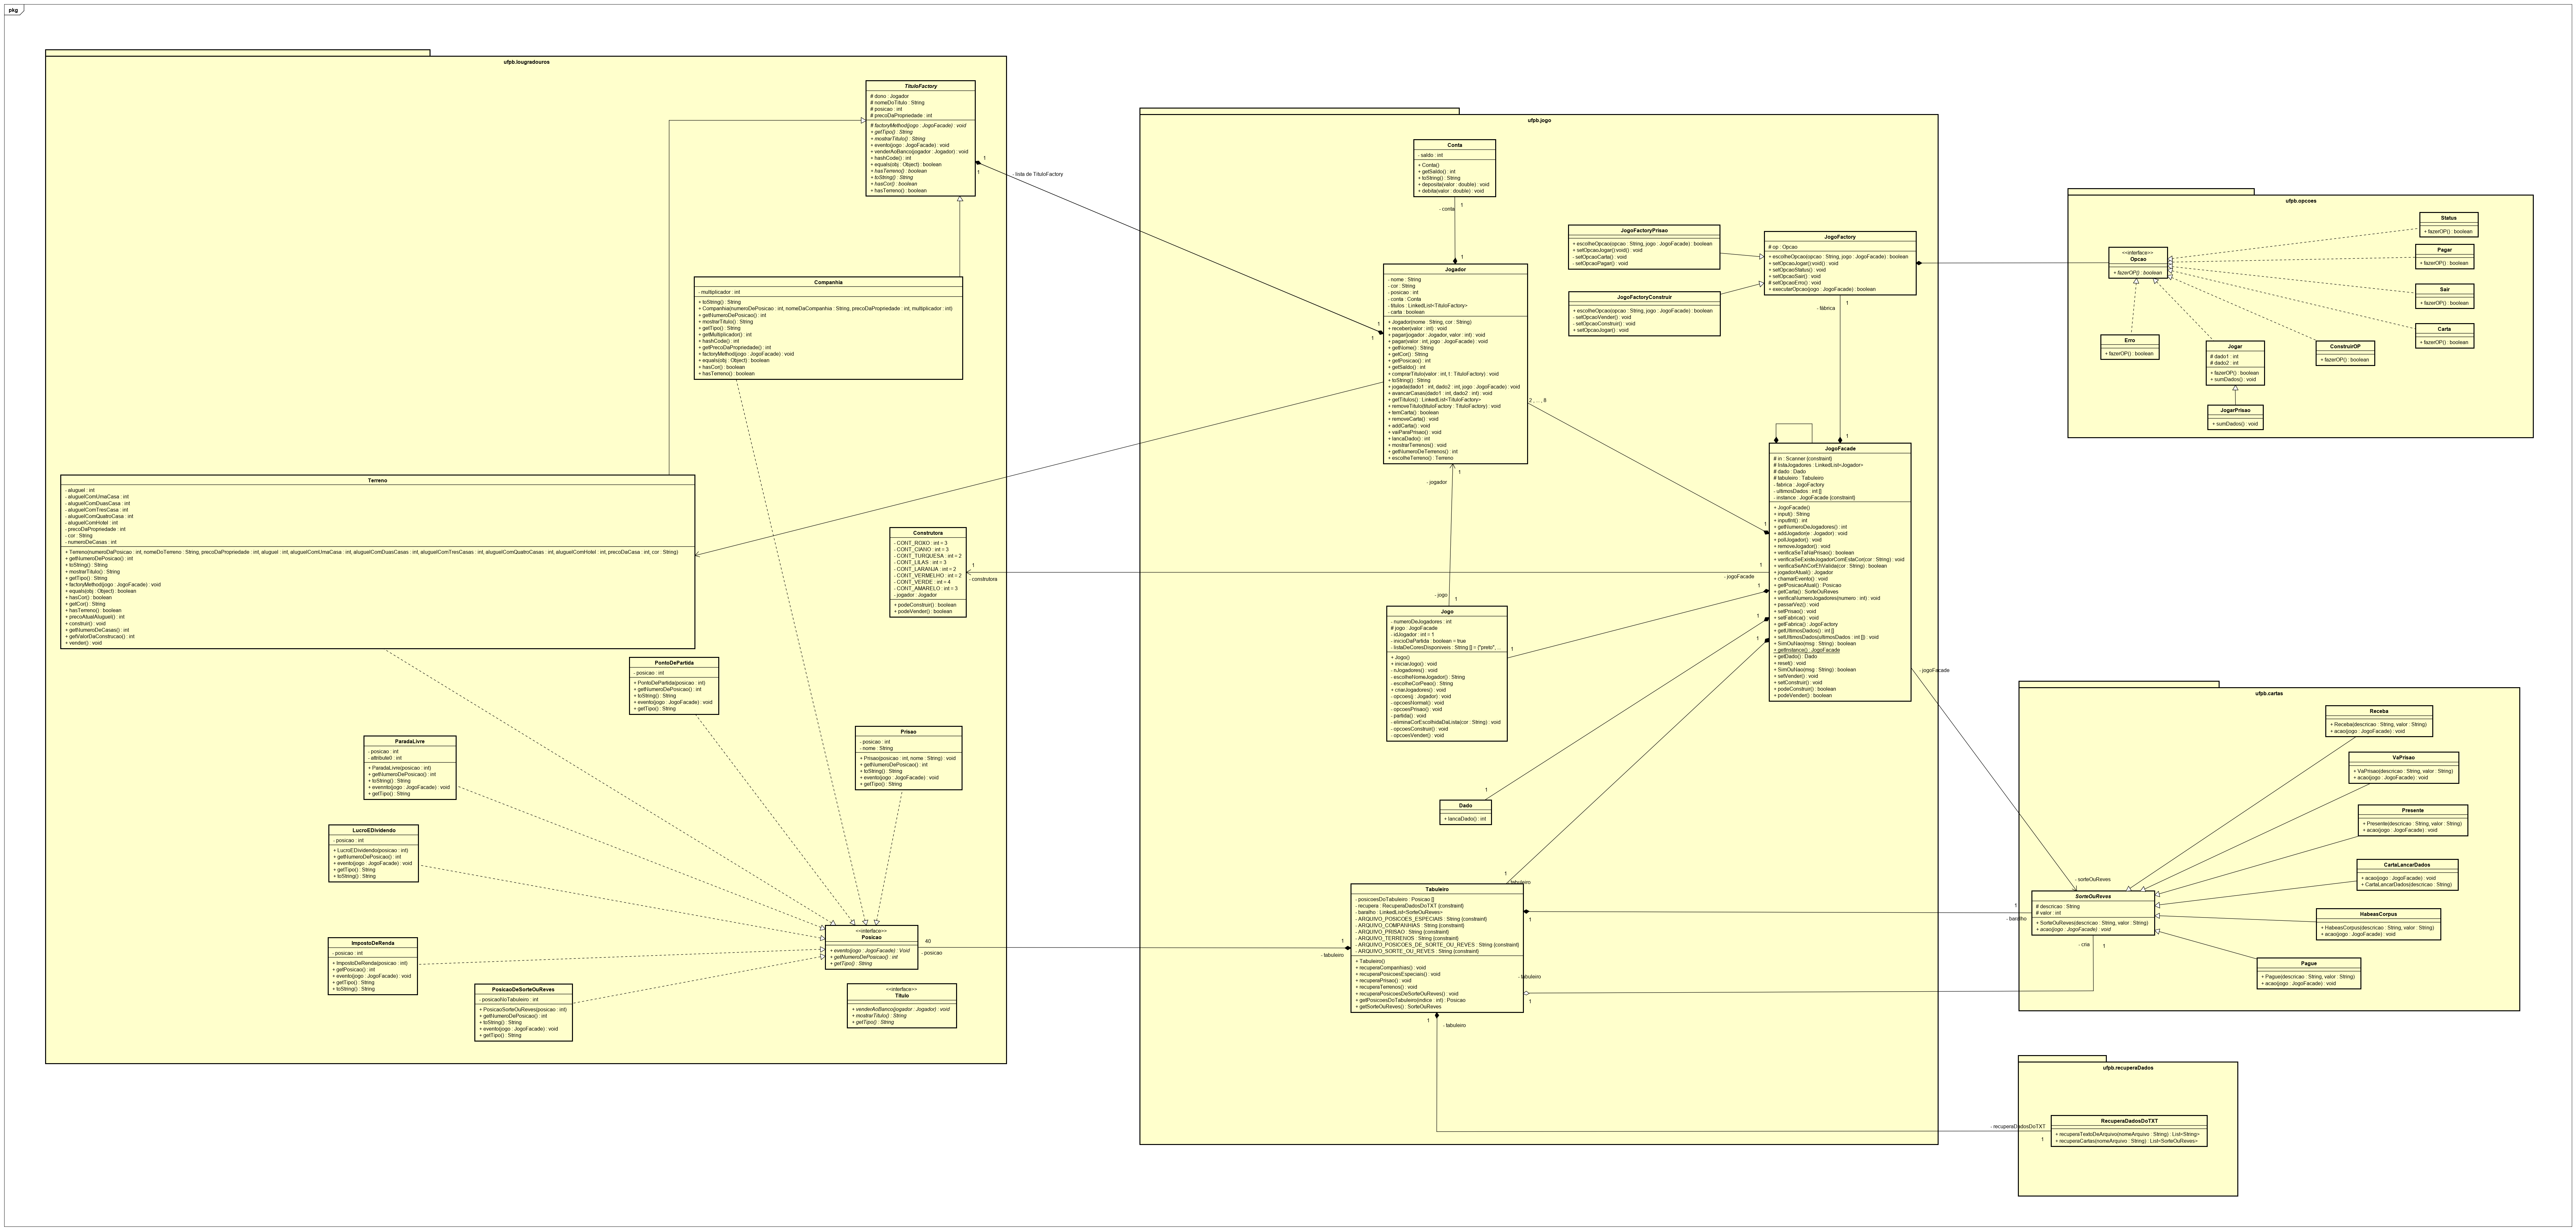 pkg
ufpb.lougradouros
TituloFactory
# dono : Jogador
# nomeDoTitulo : String
# posicao : int
# precoDaPropriedade : int
# factoryMethod(jogo : JogoFacade) : void
+ getTipo() : String
+ mostrarTitulo() : String
+ evento(jogo : JogoFacade) : void
+ venderAoBanco(jogador : Jogador) : void
+ hashCode() : int
+ equals(obj : Object) : boolean
+ hasTerreno() : boolean
+ toString() : String
+ hasCor() : boolean
+ hasTerreno() : boolean
1
1
- lista de TituloFactory
Companhia
- multiplicador : int
+ toString() : String
+ Companhia(numeroDePosicao : int, nomeDaCompanhia : String, precoDaPropriedade : int, multiplicador : int)
+ getNumeroDePosicao() : int
+ mostrarTitulo() : String
+ getTipo() : String
+ getMultiplicador() : int
+ hashCode() : int
+ getPrecoDaPropriedade() : int
+ factoryMethod(jogo : JogoFacade) : void
+ equals(obj : Object) : boolean
+ hasCor() : boolean
+ hasTerreno() : boolean
Terreno
- aluguel : int
- aluguelComUmaCasa : int
- aluguelComDuasCasa : int
- aluguelComTresCasa : int
- aluguelComQuatroCasa : int
- aluguelComHotel : int
- precoDaPropriedade : int
- cor : String
- numeroDeCasas : int
+ Terreno(numeroDaPosicao : int, nomeDoTerreno : String, precoDaPropriedade : int, aluguel : int, aluguelComUmaCasa : int, aluguelComDuasCasas : int, aluguelComTresCasas : int, aluguelComQuatroCasas : int, aluguelComHotel : int, precoDaCasa : int, cor : String)
+ getNumeroDePosicao() : int
+ toString() : String
+ mostrarTitulo() : String
+ getTipo() : String
+ factoryMethod(jogo : JogoFacade) : void
+ equals(obj : Object) : boolean
+ hasCor() : boolean
+ getCor() : String
+ hasTerreno() : boolean
+ precoAtualAluguel() : int
+ construir() : void
+ getNumeroDeCasas() : int
+ getValorDaConstrucao() : int
+ vender() : void
Construtora
- CONT_ROXO : int = 3
- CONT_CIANO : int = 3
- CONT_TURQUESA : int = 2
- CONT_LILAS : int = 3
- CONT_LARANJA : int = 2
- CONT_VERMELHO : int = 2
- CONT_VERDE : int = 4
- CONT_AMARELO : int = 3
- jogador : Jogador
+ podeConstruir() : boolean
+ podeVender() : boolean
1
- construtora
PontoDePartida
- posicao : int
+ PontoDePartida(posicao : int)
+ getNumeroDePosicao() : int
+ toString() : String
+ evento(jogo : JogoFacade) : void
+ getTipo() : String
Prisao
- posicao : int
- nome : String
+ Prisao(posicao : int, nome : String) : void
+ getNumeroDePosicao() : int
+ toString() : String
+ evento(jogo : JogoFacade) : void
+ getTipo() : String
ParadaLivre
- posicao : int
- attribute0 : int
+ ParadaLivre(posicao : int)
+ getNumeroDePosicao() : int
+ toString() : String
+ evennto(jogo : JogoFacade) : void
+ getTipo() : String
LucroEDividendo
- posicao : int
+ LucroEDividendo(posicao : int)
+ getNumeroDePosicao() : int
+ evento(jogo : JogoFacade) : void
+ getTipo() : String
+ toString() : String
ImpostoDeRenda
- posicao : int
+ ImpostoDeRenda(posicao : int)
+ getPosicao() : int
+ evento(jogo : JogoFacade) : void
+ getTipo() : String
+ toString() : String
PosicaoDeSorteOuReves
- posicaoNoTabuleiro : int
+ PosicaoSorteOuReves(posicao : int)
+ getNumeroDePosicao() : int
+ toString() : String
+ evento(jogo : JogoFacade) : void
+ getTipo() : String
<<interface>>
Posicao
+ evento(jogo : JogoFacade) : Void
+ getNumeroDePosicao() : int
+ getTipo() : String
40
- posicao
<<interface>>
Titulo
+ venderAoBanco(jogador : Jogador) : void
+ mostrarTitulo() : String
+ getTipo() : String
ufpb.jogo
Conta
- saldo : int
+ Conta()
+ getSaldo() : int
+ toString() : String
+ deposita(valor : double) : void
+ debita(valor : double) : void
1
- conta
1
Jogador
- nome : String
- cor : String
- posicao : int
- conta : Conta
- titulos : LinkedList<TituloFactory>
- carta : boolean
+ Jogador(nome : String, cor : String)
+ receber(valor : int) : void
+ pagar(jogador : Jogador, valor : int) : void
+ pagar(valor : int, jogo : JogoFacade) : void
+ getNome() : String
+ getCor() : String
+ getPosicao() : int
+ getSaldo() : int
+ comprarTitulo(valor : int, t : TituloFactory) : void
+ toString() : String
+ jogada(dado1 : int, dado2 : int, jogo : JogoFacade) : void
+ avancarCasas(dado1 : int, dado2 : int) : void
+ getTitulos() : LinkedList<TituloFactory>
+ removeTitulo(tituloFactory : TituloFactory) : void
+ temCarta() : boolean
+ removeCarta() : void
+ addCarta() : void
+ vaiParaPrisao() : void
+ lancaDado() : int
+ mostrarTerrenos() : void
+ getNumeroDeTerrenos() : int
+ escolheTerreno() : Terreno
1
1
2 , ... , 8
1
- jogador
JogoFactoryPrisao
+ escolheOpcao(opcao : String, jogo : JogoFacade) : boolean
+ setOpcaoJogar():void() : void
- setOpcaoCarta() : void
- setOpcaoPagar() : void
JogoFactoryConstruir
+ escolheOpcao(opcao : String, jogo : JogoFacade) : boolean
- setOpcaoVender() : void
- setOpcaoConstruir() : void
+ setOpcaoJogar() : void
JogoFactory
# op : Opcao
+ escolheOpcao(opcao : String, jogo : JogoFacade) : boolean
+ setOpcaoJogar():void() : void
+ setOpcaoStatus() : void
+ setOpcaoSair() : void
# setOpcaoErro() : void
+ executarOpcao(jogo : JogoFacade) : boolean
1
- fábrica
1
JogoFacade
# in : Scanner {constraint}
# listaJogadores : LinkedList<Jogador>
# dado : Dado
# tabuleiro : Tabuleiro
- fabrica : JogoFactory
- ultimosDados : int []
- instance : JogoFacade {constraint}
+ JogoFacade()
+ input() : String
+ inputInt() : int
+ getNumeroDeJogadores() : int
+ addJogador(e : Jogador) : void
+ pollJogador() : void
+ removeJogador() : void
+ verificaSeTaNaPrisao() : boolean
+ verificaSeExisteJogadorComEstaCor(cor : String) : void
+ verificaSeAhCorEhValida(cor : String) : boolean
+ jogadorAtual() : Jogador
+ chamarEvento() : void
+ getPosicaoAtual() : Posicao
+ getCarta() : SorteOuReves
+ verificaNumeroJogadores(numero : int) : void
+ passarVez() : void
+ setPrisao() : void
+ setFabrica() : void
+ getFabrica() : JogoFactory
+ getUltimosDados() : int []
+ setUltimosDados(ultimosDados : int []) : void
+ SimOuNao(msg : String) : boolean
+ getInstance() : JogoFacade
+ getDado() : Dado
+ reset() : void
+ SimOuNao(msg : String) : boolean
+ setVender() : void
+ setConstruir() : void
+ podeConstruir() : boolean
+ podeVender() : boolean
1
1
- jogoFacade
1
1
1
1
- jogoFacade
- jogo
1
Jogo
- numeroDeJogadores : int
# jogo : JogoFacade
- idJogador : int = 1
- inicioDaPartida : boolean = true
- listaDeCoresDisponiveis : String [] = {"preto", ...
+ Jogo()
+ iniciarJogo() : void
- nJogadores() : void
- escolheNomeJogador() : String
- escolheCorPeao() : String
+ criarJogadores() : void
- opcoes(j : Jogador) : void
- opcoesNormal() : void
- opcoesPrisao() : void
- partida() : void
- eliminaCorEscolhidaDaLista(cor : String) : void
- opcoesConstruir() : void
- opcoesVender() : void
1
1
Dado
+ lancaDado() : int
1
- tabuleiro
Tabuleiro
- posicoesDoTabuleiro : Posicao []
- recupera : RecuperaDadosDoTXT {constraint}
- baralho : LinkedList<SorteOuReves>
- ARQUIVO_POSICOES_ESPECIAIS : String {constraint}
- ARQUIVO_COMPANHIAS : String {constraint}
- ARQUIVO_PRISAO : String {constraint}
- ARQUIVO_TERRENOS : String {constraint}
- ARQUIVO_POSICOES_DE_SORTE_OU_REVES : String {constraint}
- ARQUIVO_SORTE_OU_REVES : String {constraint}
+ Tabuleiro()
+ recuperaCompanhias() : void
+ recuperaPosicoesEspeciais() : void
+ recuperaPrisao() : void
+ recuperaTerrenos() : void
+ recuperaPosicoesDeSorteOuReves() : void
+ getPosicoesDoTabuleiro(indice : int) : Posicao
+ getSorteOuReves() : SorteOuReves
1
- tabuleiro
1
- tabuleiro
1
1
- tabuleiro
ufpb.opcoes
<<interface>>
Opcao
+ fazerOP() : boolean
Status
+ fazerOP() : boolean
Pagar
+ fazerOP() : boolean
Sair
+ fazerOP() : boolean
Carta
+ fazerOP() : boolean
Erro
+ fazerOP() : boolean
Jogar
# dado1 : int
# dado2 : int
+ fazerOP() : boolean
+ sumDados() : void
ConstruirOP
+ fazerOP() : boolean
JogarPrisao
+ sumDados() : void
ufpb.cartas
Receba
+ Receba(descricao : String, valor : String)
+ acao(jogo : JogoFacade) : void
VaPrisao
+ VaPrisao(descricao : String, valor : String)
+ acao(jogo : JogoFacade) : void
Presente
+ Presente(descricao : String, valor : String)
+ acao(jogo : JogoFacade) : void
CartaLancarDados
+ acao(jogo : JogoFacade) : void
+ CartaLancarDados(descricao : String)
HabeasCorpus
+ HabeasCorpus(descricao : String, valor : String)
+ acao(jogo : JogoFacade) : void
Pague
+ Pague(descricao : String, valor : String)
+ acao(jogo : JogoFacade) : void
- sorteOuReves
SorteOuReves
# descricao : String
# valor : int
+ SorteOuReves(descricao : String, valor : String)
+ acao(jogo : JogoFacade) : void
1
- baralho
- cria
1
ufpb.recuperaDados
RecuperaDadosDoTXT
+ recuperaTextoDeArquivo(nomeArquivo : String) : List<String>
+ recuperaCartas(nomeArquivo : String) : List<SorteOuReves>
- recuperaDadosDoTXT
1